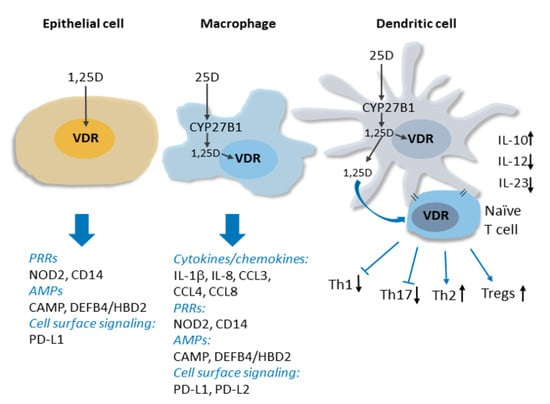 Epithelial cell
1,25D
VDR
PRRs
NOD2, CD14
AMPs
CAMP, DEFB4/HBD2
Cell surface signaling:
PD-L1
Macrophage
25D
CYP27B1
1,25D
VDR
Cytokines/chemokines:
IL-1β, IL-8, CCL3,
CCL4, CCL8
PRRs:
NOD2, CD14
AMPs:
CAMP, DEFB4/HBD2
Cell surface signaling:
PD-L1, PD-L2
Dendritic cell
25D
CYP27B1
1,25D
VDR
1,25D
IL-10
IL-12
IL-23
VDR
Naïve
T cell
Th1
Th17
Th2
Tregs